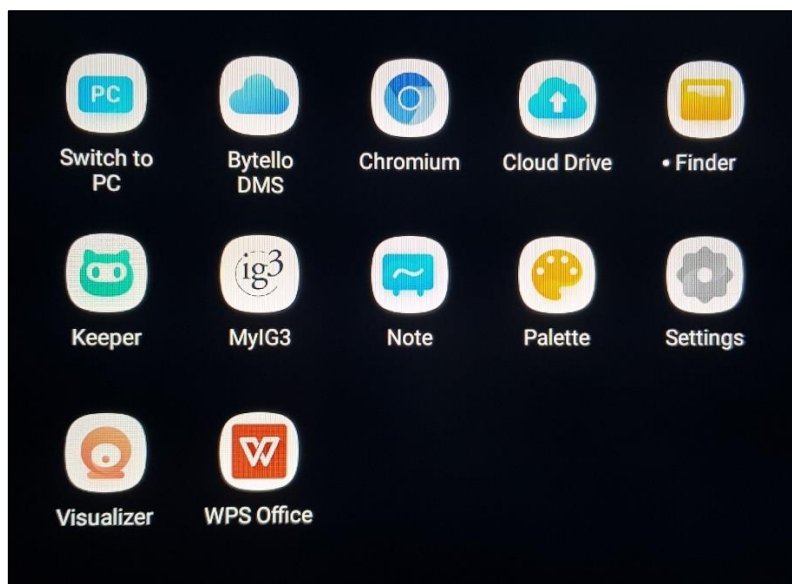 PC
Switch to
PC
Bytello
DMS
Chromium
Cloud Drive
• Finder
Keeper
ig3
MyIG3
Note
Palette
Settings
W
Visualizer
WPS Office